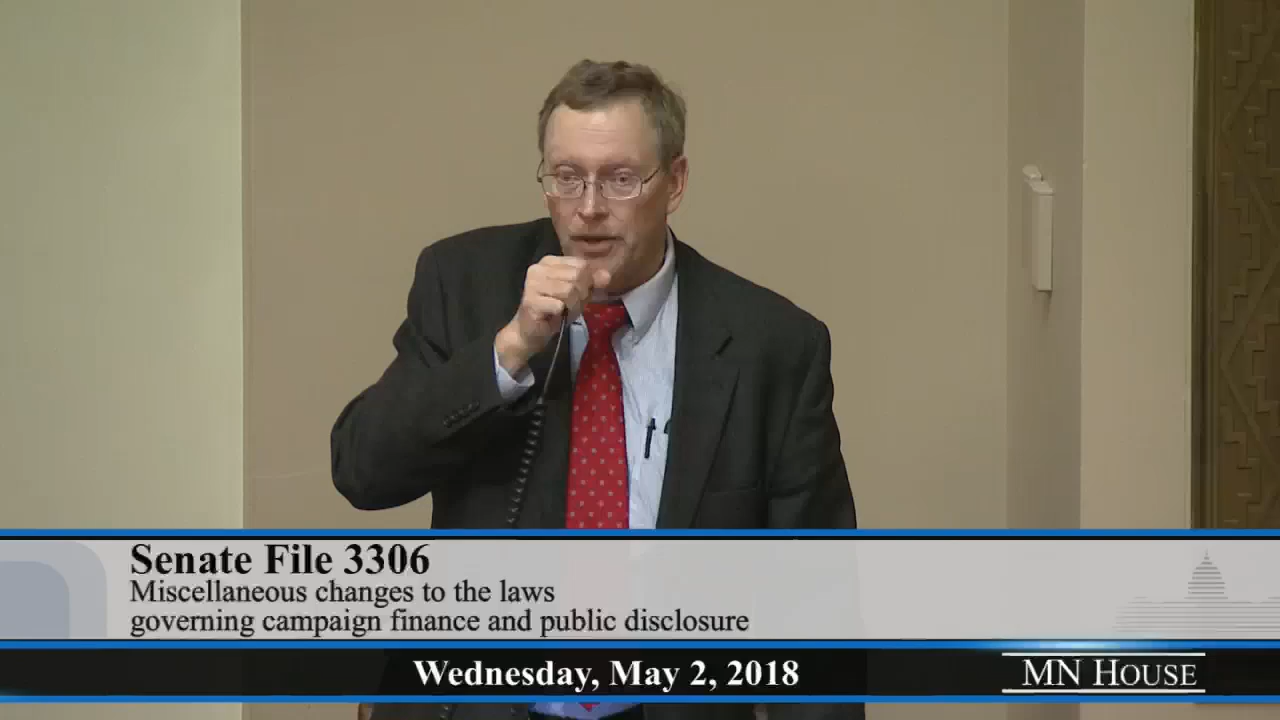 Senate File 3306
Miscellaneous changes to the laws
governing campaign finance and public disclosure
Wednesday, May 2, 2018
MN HOUSE